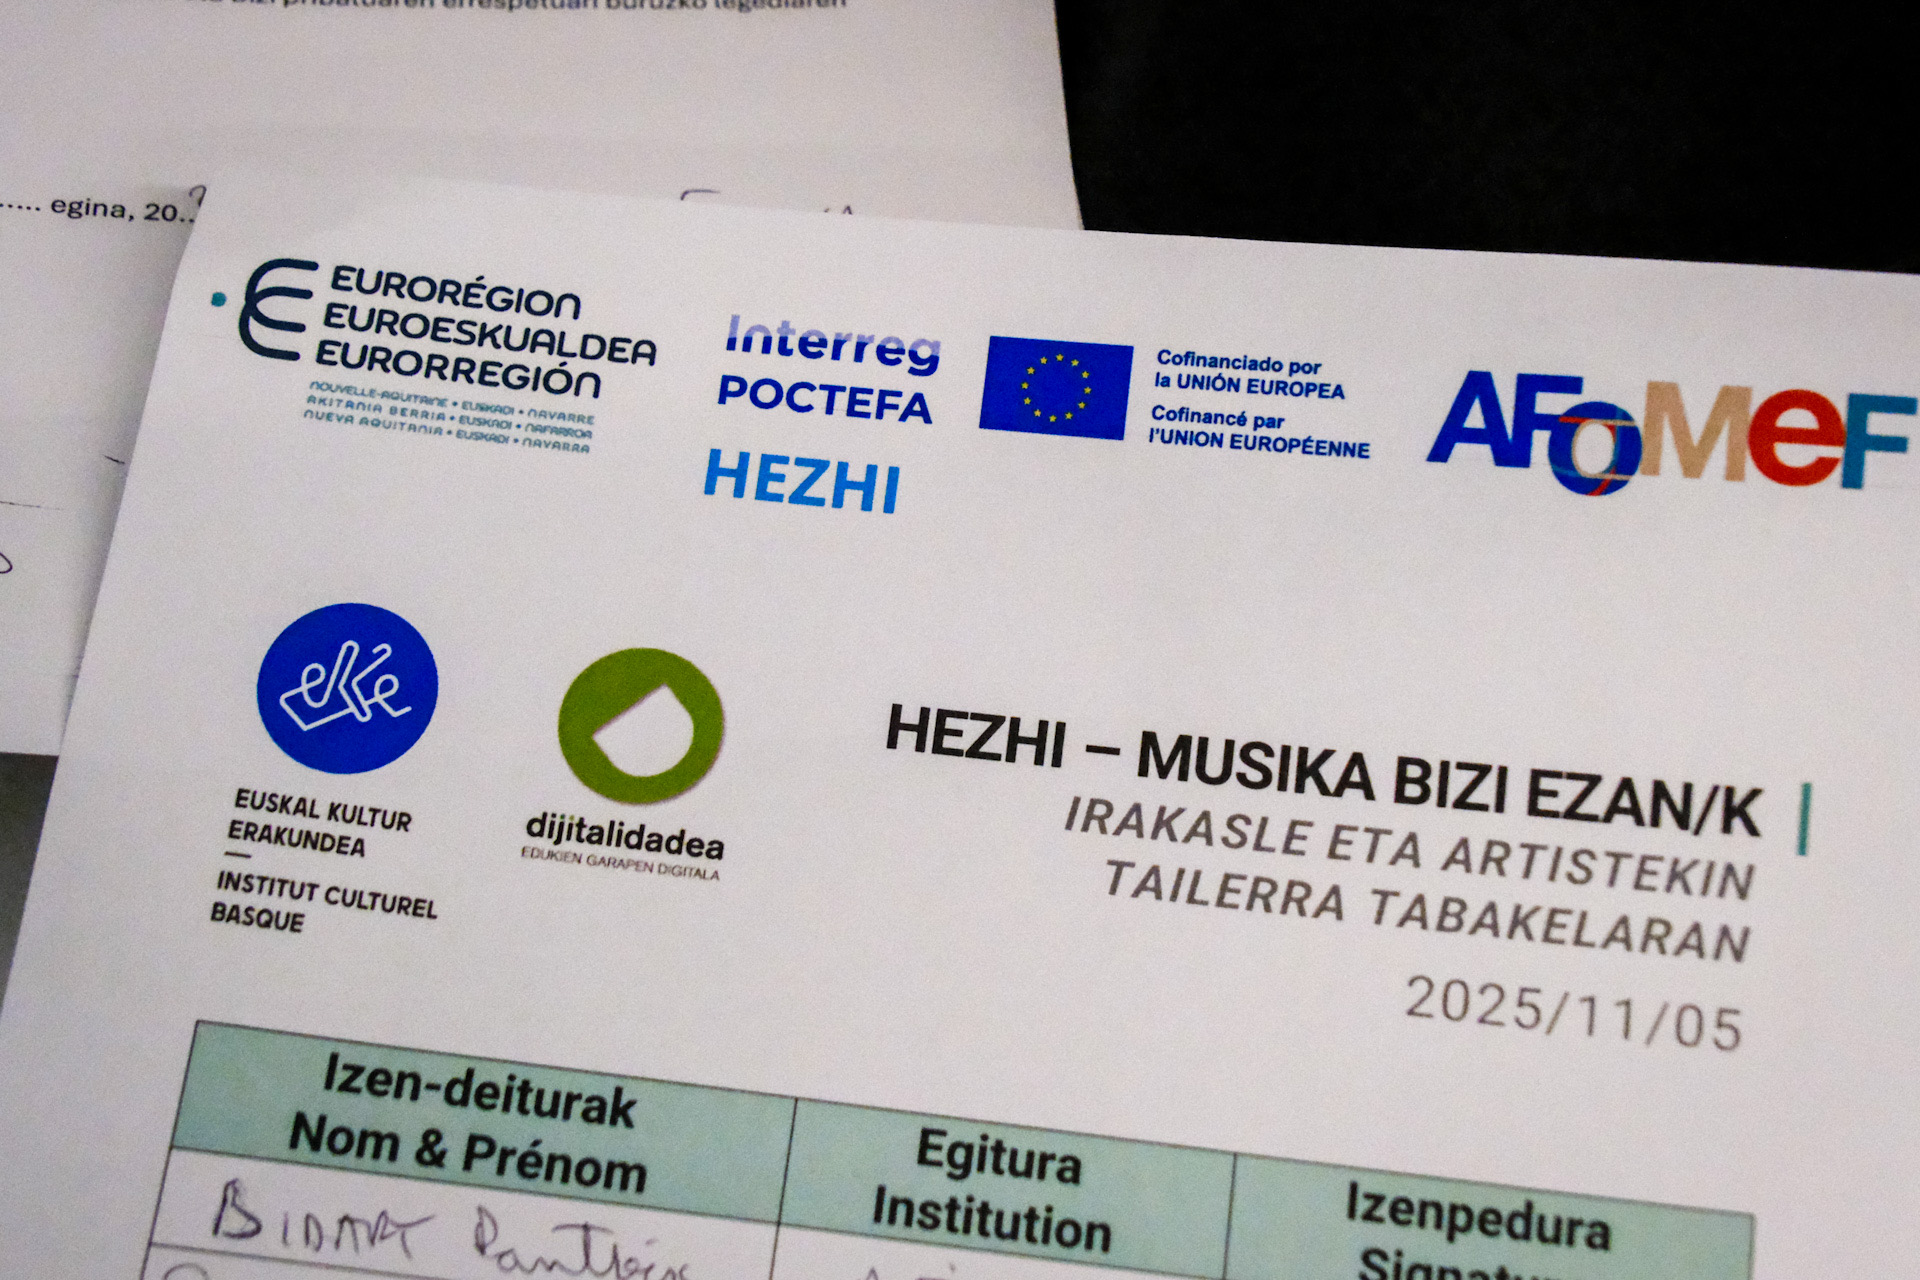 egina, 20..
EURORÉGION
EUROESKUALDEA
EURORREGIÓN
NOUVELLE-AQUITAINE • EUSKADI • NAVARRE
AKITANIA BERRIA • EUSKADI • NAFARROA
NUEVA AQUITANIA • EUSKADI • NAVARRA
Interreg
POCTEFA
HEZHI
Cofinanciado por
la UNIÓN EUROPEA
Cofinancé par
l'UNION EUROPÉENNE
AFOMEF
eke
EUSKAL KULTUR
ERAKUNDEA
—
INSTITUT CULTUREL
BASQUE
dijitalidadea
EDUKIEN GARAPEN DIGITALA
HEZHI – MUSIKA BIZI EZAN/K
IRAKASLE ETA ARTISTEKIN
TAILERRA TABAKELARAN
2025/11/05
Izen-deiturak
Nom & Prénom
Egitura
Institution
Izenpedura
BIDART